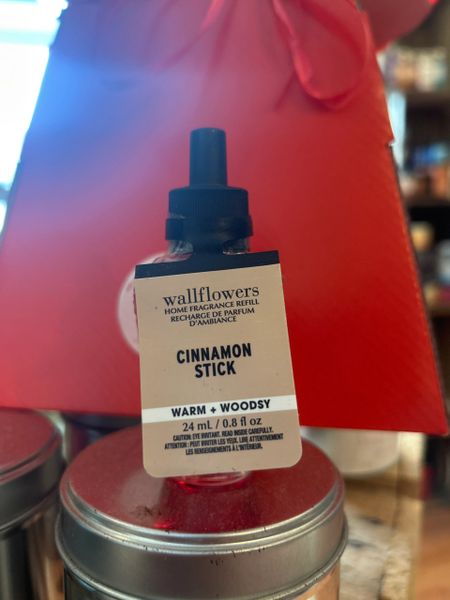 wallflowers
HOME FRAGRANCE REFILL
RECHARGE DE PARFUM
D'AMBIANCE
CINNAMON
STICK
WARM + WOODSY
24 mL / 0.8 fl oz
CAUTION: EYE IRRITANT. READ INSIDE CAREFULLY.
ATTENTION : PEUT IRRITER LES YEUX. LIRE ATTENTIVEMENT
LES RENSEIGNEMENTS À L'INTÉRIEUR.